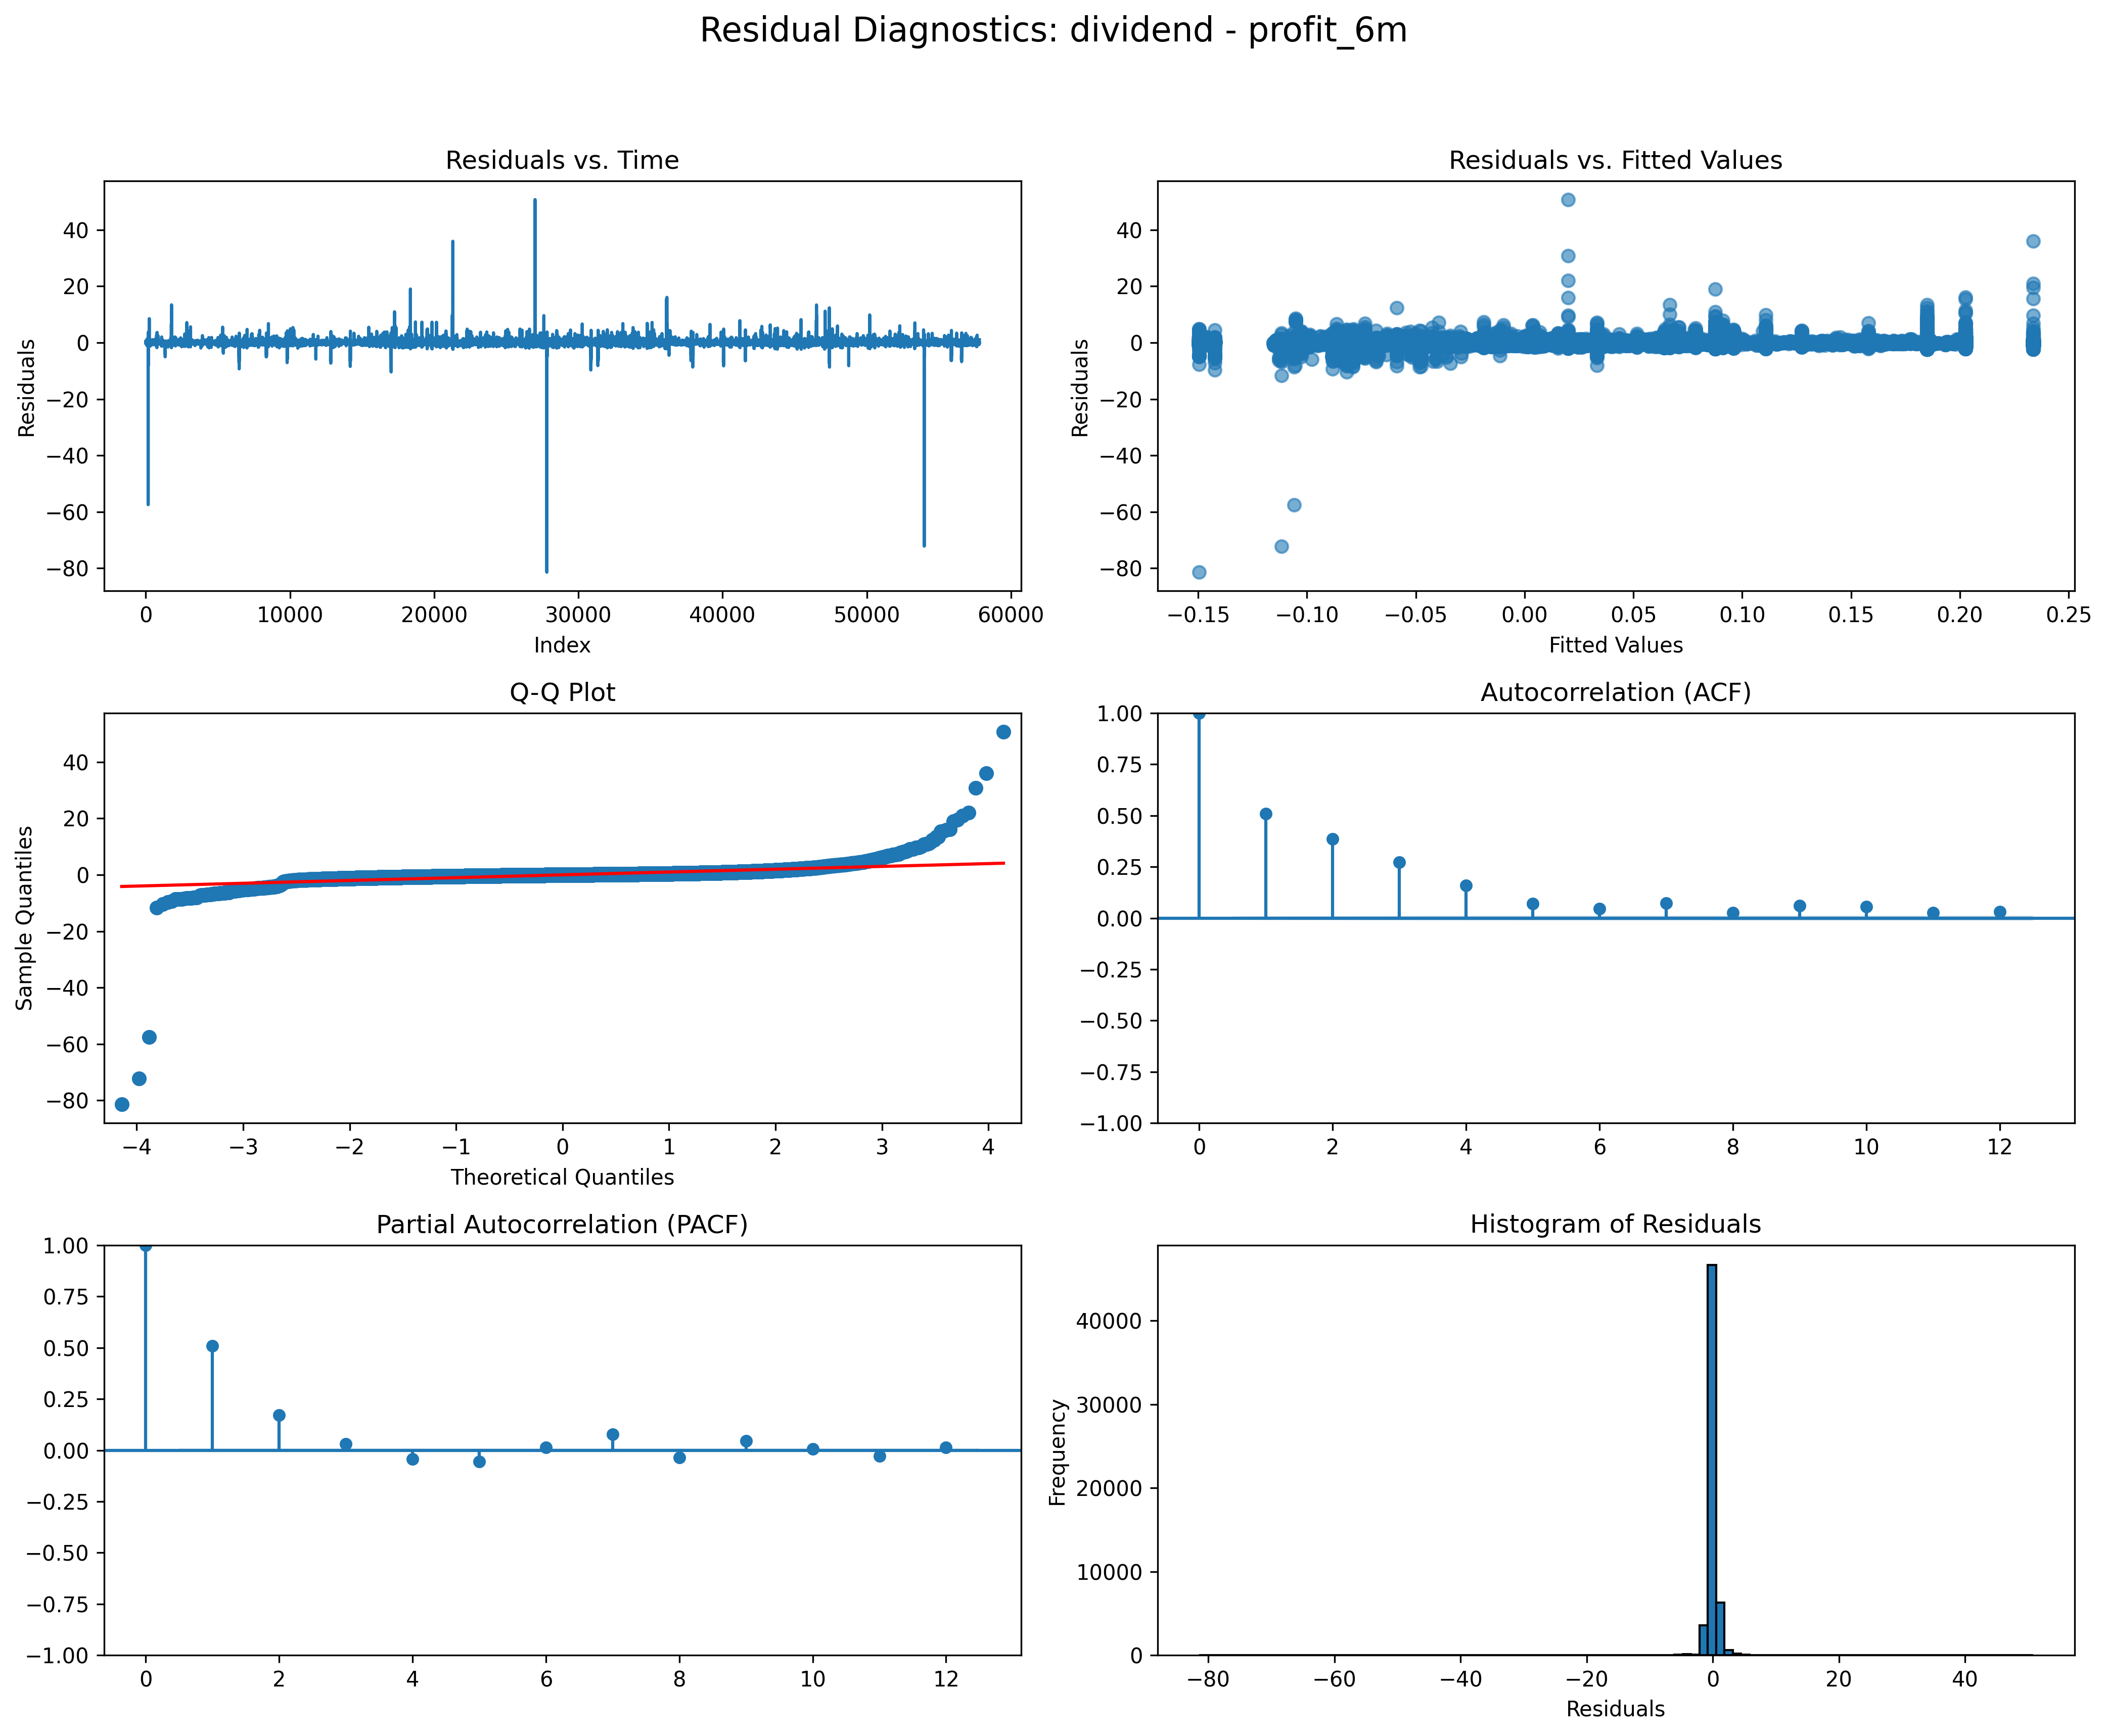 Residual Diagnostics: dividend - profit_6m
Residuals vs. Time
Residuals
40
20
0
−20
−40
−60
−80
0 10000 20000 30000 40000 50000 60000
Index
Residuals vs. Fitted Values
Residuals
40
20
0
−20
−40
−60
−80
−0.15 −0.10 −0.05 0.00 0.05 0.10 0.15 0.20 0.25
Fitted Values
Q-Q Plot
Sample Quantiles
40
20
0
−20
−40
−60
−80
−4 −3 −2 −1 0 1 2 3 4
Theoretical Quantiles
Autocorrelation (ACF)
1.00
0.75
0.50
0.25
0.00
−0.25
−0.50
−0.75
−1.00
0 2 4 6 8 10 12
Partial Autocorrelation (PACF)
1.00
0.75
0.50
0.25
0.00
−0.25
−0.50
−0.75
−1.00
0 2 4 6 8 10 12
Histogram of Residuals
Frequency
40000
30000
20000
10000
0
−80 −60 −40 −20 0 20 40
Residuals